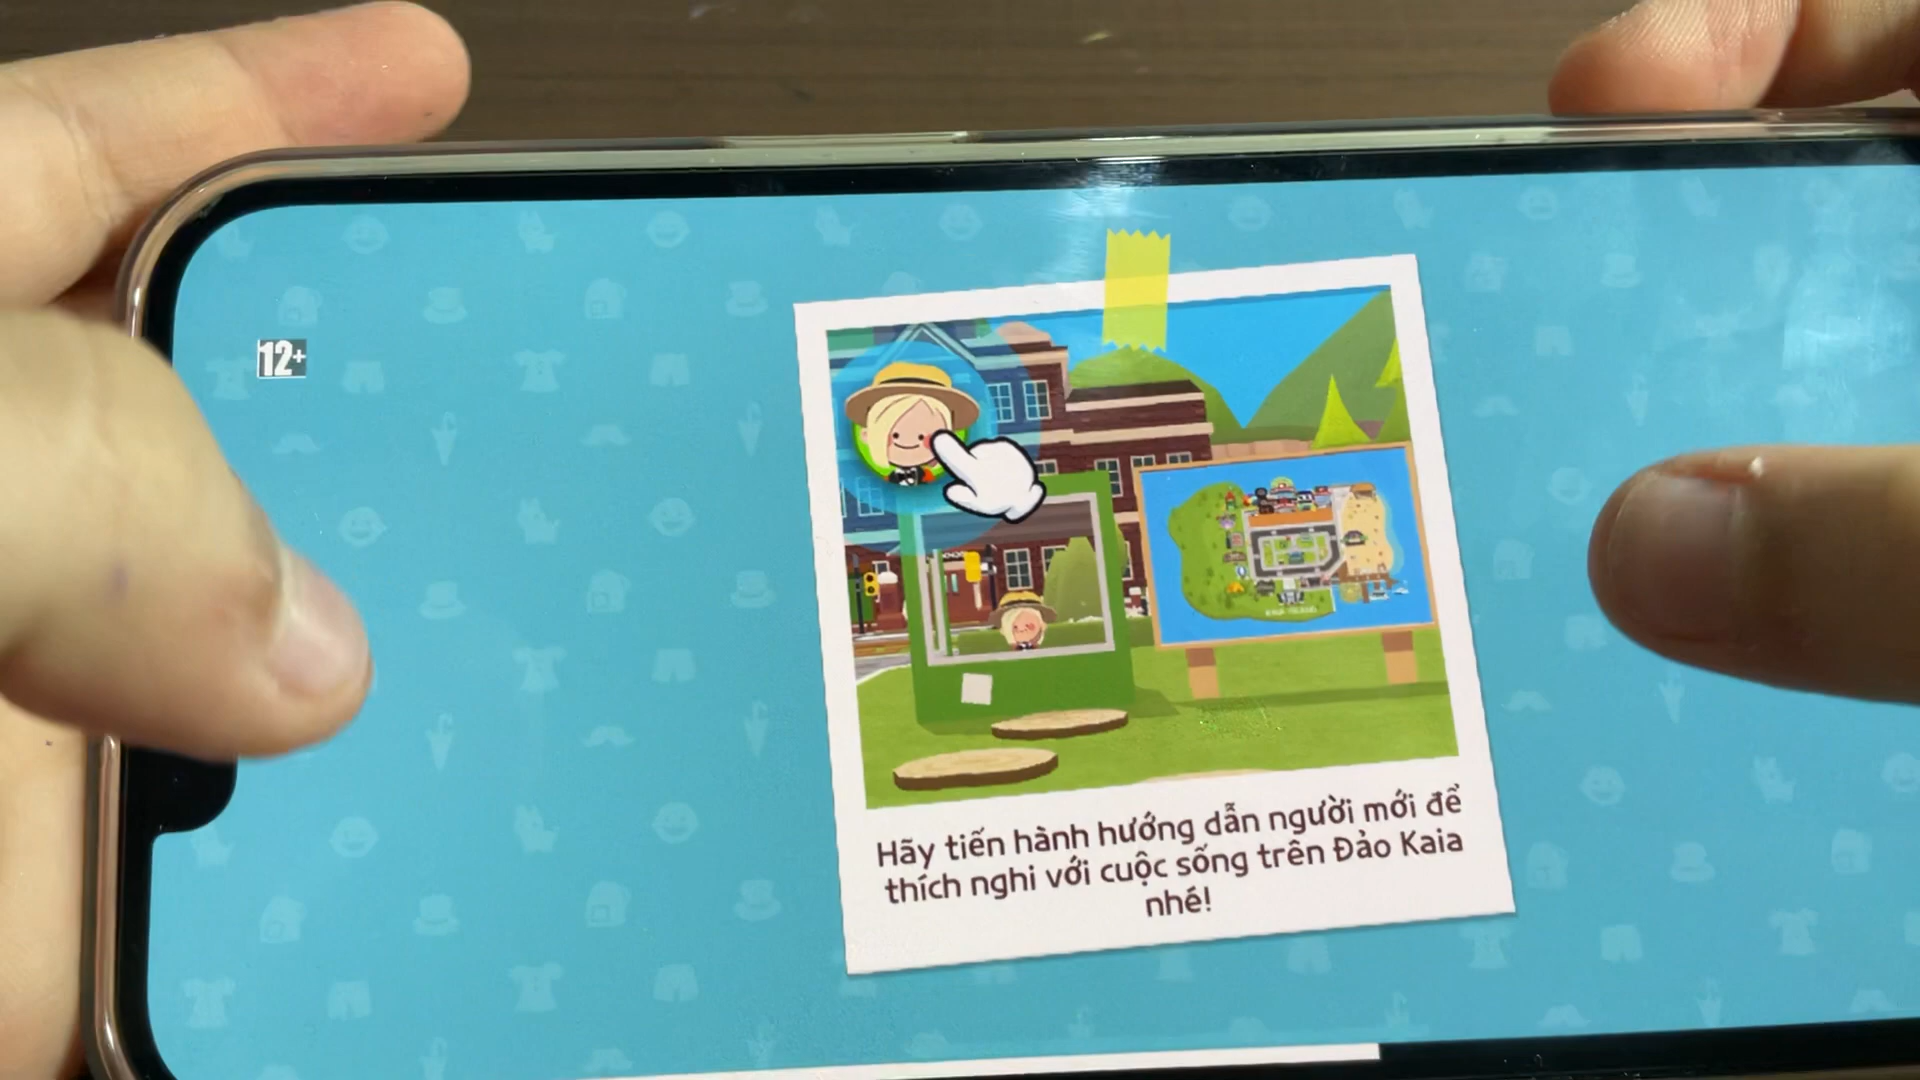 12+
Hãy tiến hành hướng dẫn người mới để
thích nghi với cuộc sống trên Đảo Kaia
nhé!